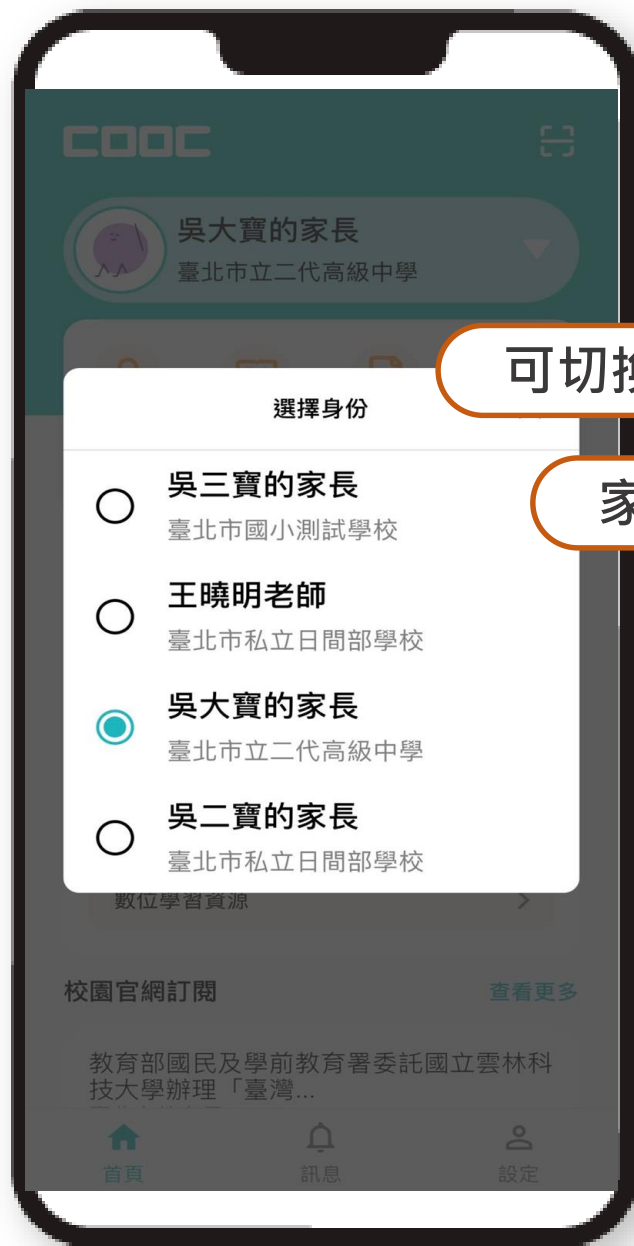 COOC
吳大寶的家長
臺北市立二代高級中學
可切換
選擇身份
家
吳三寶的家長
臺北市國小測試學校
王曉明老師
臺北市私立日間部學校
吳大寶的家長
臺北市立二代高級中學
吳二寶的家長
臺北市私立日間部學校
數位學習資源
校園官網訂閱
查看更多
教育部國民及學前教育署委託國立雲林科
技大學辦理「臺灣...
首頁
訊息
設定